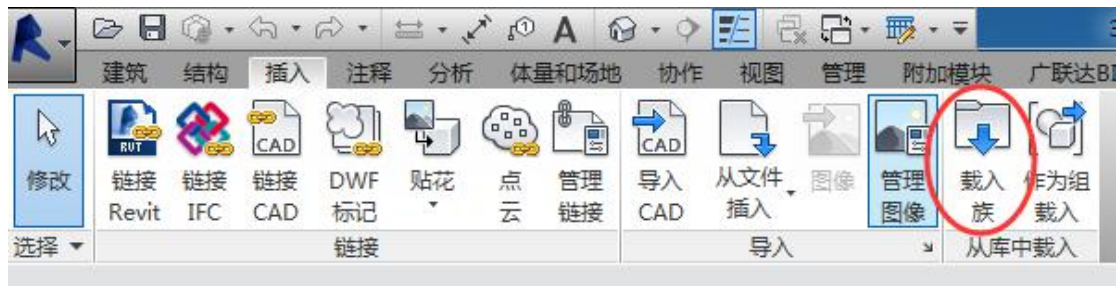 建筑 结构 插入 注释 分析 体量和场地 协作 视图 管理 附加模块 广联达BI
RVT CAD CAD
修改 链接 链接 链接 DWF 贴花 点 管理 导入 从文件 图像 管理 载入 作为组
Revit IFC CAD 标记 云 链接 CAD 插入 图像 族 载入
选择 链接 导入 从库中载入